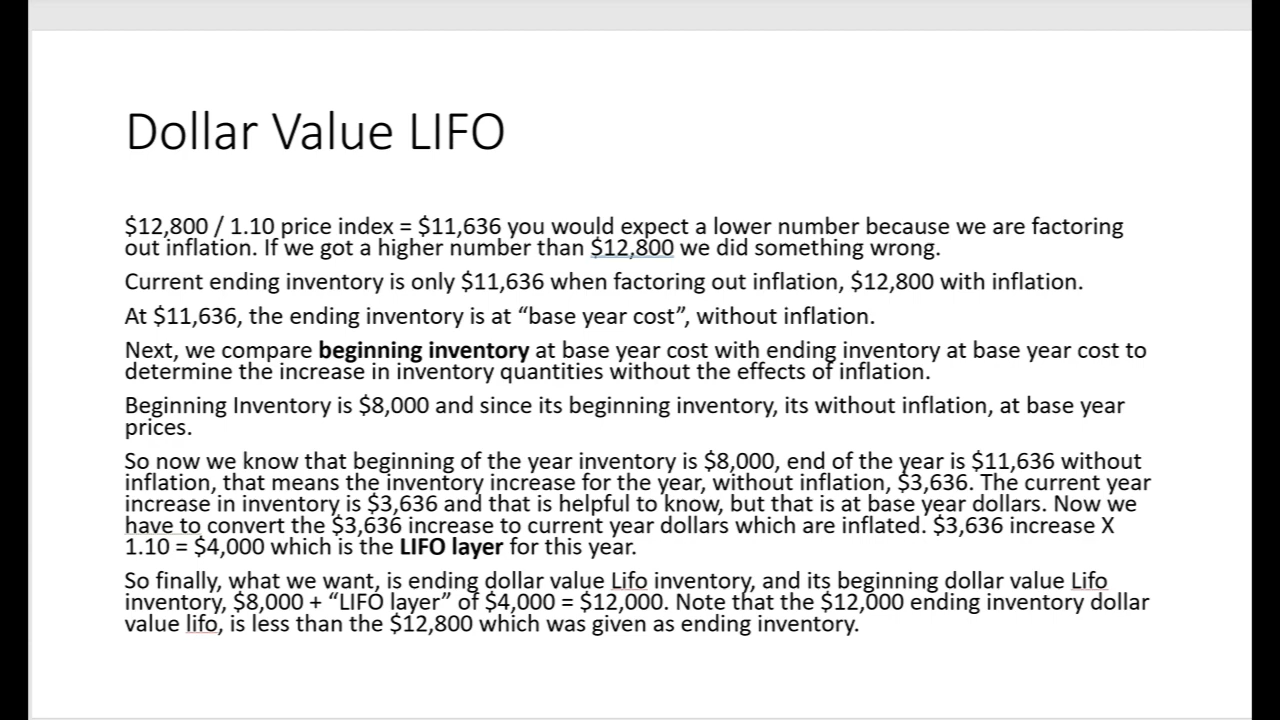 Dollar Value LIFO
$12,800 / 1.10 price index = $11,636 you would expect a lower number because we are factoring
out inflation. If we got a higher number than $12,800 we did something wrong.
Current ending inventory is only $11,636 when factoring out inflation, $12,800 with inflation.
At $11,636, the ending inventory is at “base year cost”, without inflation.
Next, we compare beginning inventory at base year cost with ending inventory at base year cost to
determine the increase in inventory quantities without the effects of inflation.
Beginning Inventory is $8,000 and since its beginning inventory, its without inflation, at base year
prices.
So now we know that beginning of the year inventory is $8,000, end of the year is $11,636 without
inflation, that means the inventory increase for the year, without inflation, $3,636. The current year
increase in inventory is $3,636 and that is helpful to know, but that is at base year dollars. Now we
have to convert the $3,636 increase to current year dollars which are inflated. $3,636 increase X
1.10 = $4,000 which is the LIFO layer for this year.
So finally, what we want, is ending dollar value Lifo inventory, and its beginning dollar value Lifo
inventory, $8,000 + “LIFO layer” of $4,000 = $12,000. Note that the $12,000 ending inventory dollar
value lifo, is less than the $12,800 which was given as ending inventory.